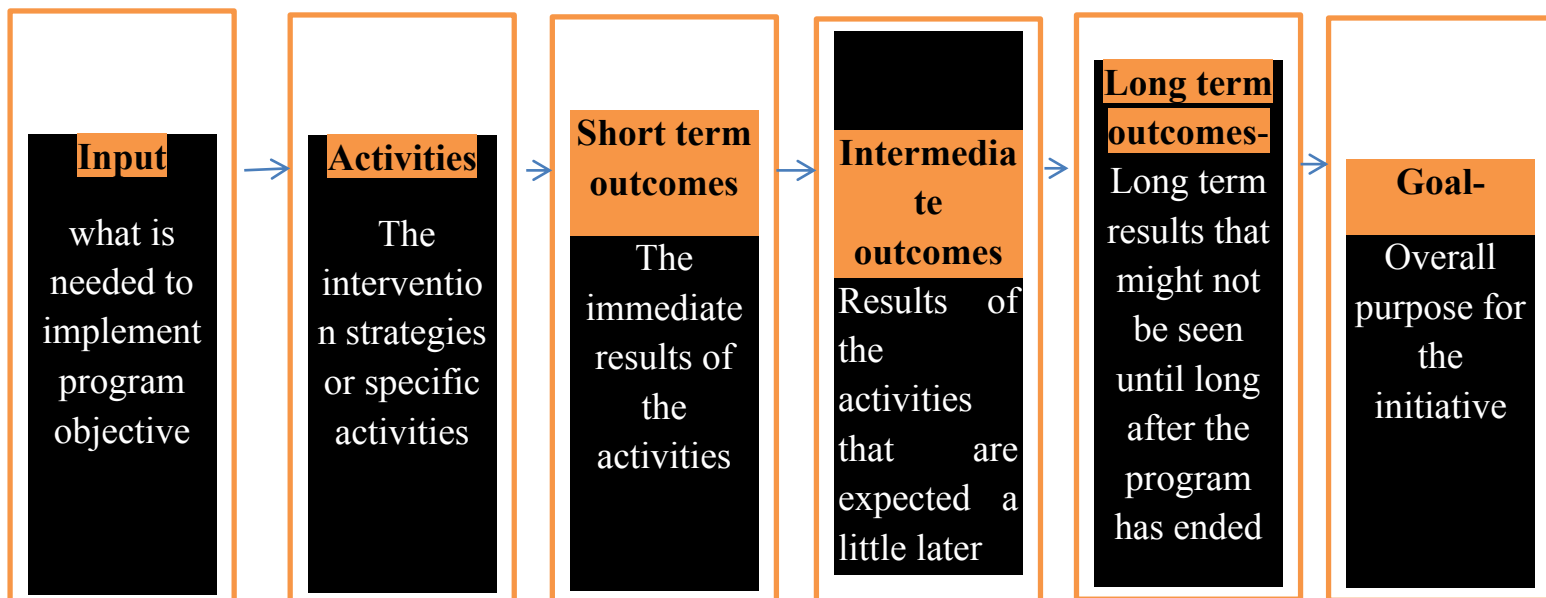 Input
what is
needed to
implement
program
objective
Activities
The
interventio
n strategies
or specific
activities
Short term
outcomes
The
immediate
results of
the
activities
Intermedia
te
outcomes
Results of
the
activities
that are
expected a
little later
Long term
outcomes-
Long term
results that
might not
be seen
until long
after the
program
has ended
Goal-
Overall
purpose for
the
initiative